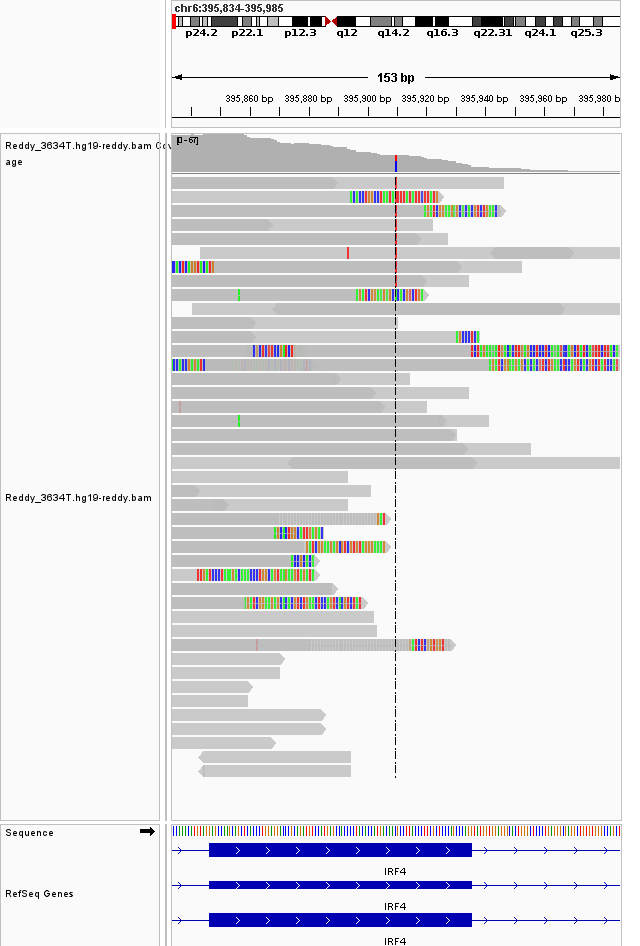 chr6:395,834-395,985
p24.2 p22.1 p12.3 q12 q14.2 q16.3 q22.31 q24.1 q25.3
153 bp
395,860 bp 395,880 bp 395,900 bp 395,920 bp 395,940 bp 395,960 bp 395,980 b
Reddy_3634T.hg19-reddy.bam Cov
age
[0 - 67]
Reddy_3634T.hg19-reddy.bam
Sequence
IRF4
RefSeq Genes
IRF4
IRF4